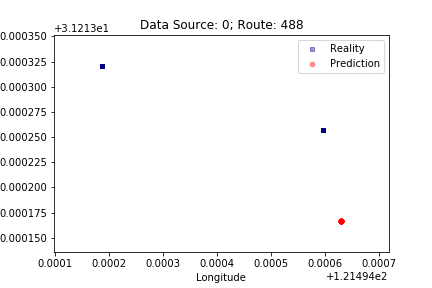 Data Source: 0; Route: 488
+3.1213e1
Reality
Prediction
0.000350
0.000325
0.000300
0.000275
0.000250
0.000225
0.000200
0.000175
0.000150
0.0001 0.0002 0.0003 0.0004 0.0005 0.0006 0.0007
Longitude
+1.21494e2